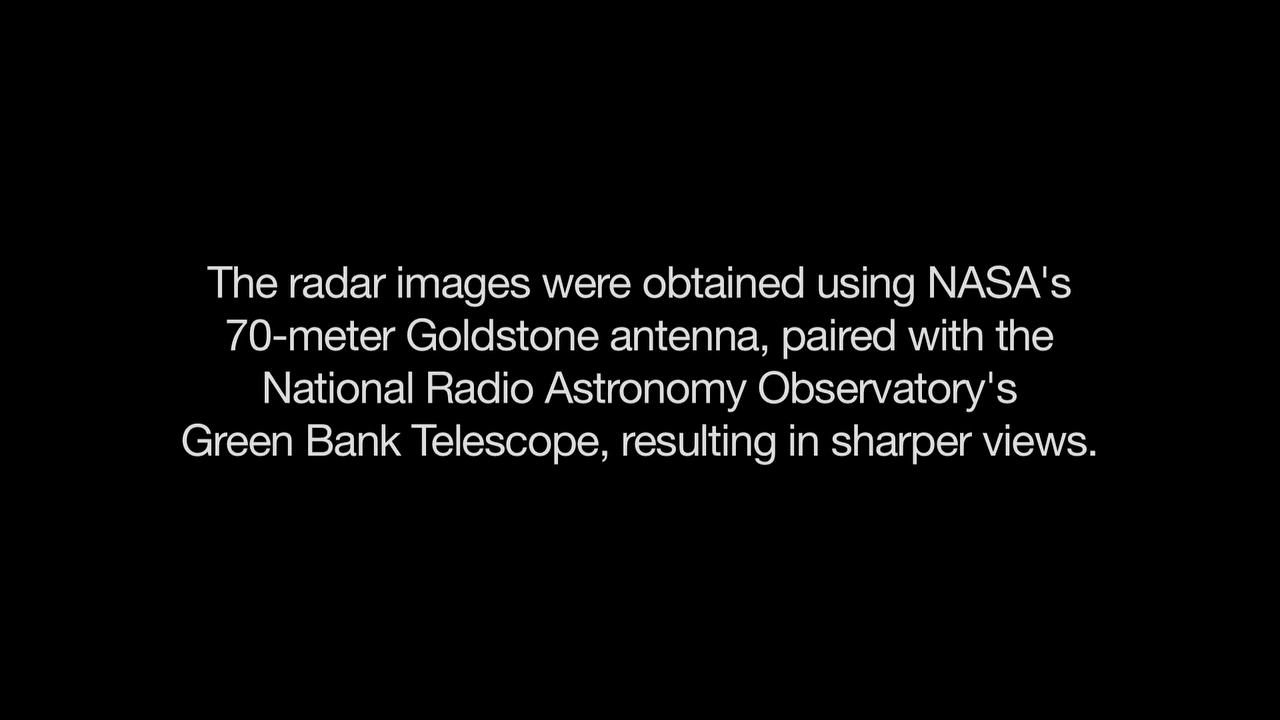 The radar images were obtained using NASA's
70-meter Goldstone antenna, paired with the
National Radio Astronomy Observatory's
Green Bank Telescope, resulting in sharper views.